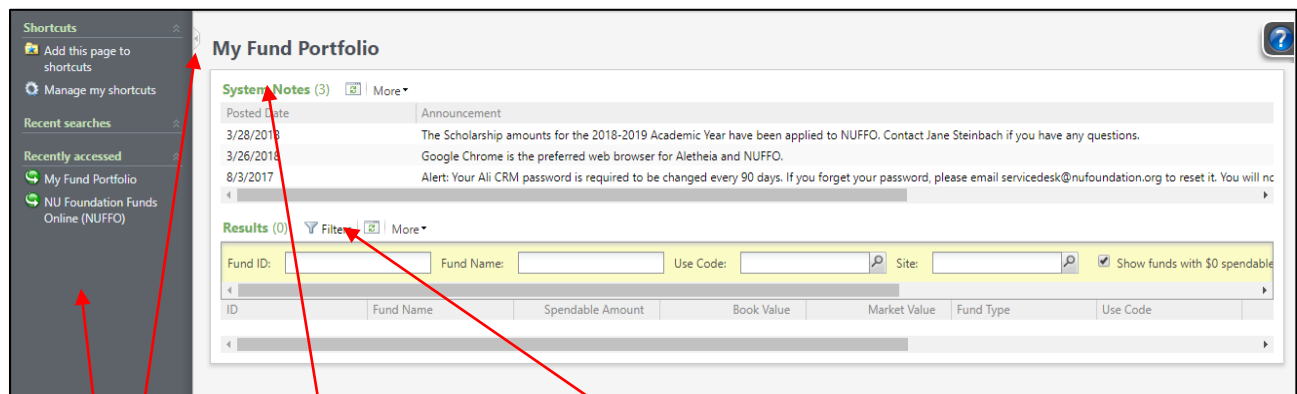 Shortcuts
Add this page to
shortcuts
Manage my shortcuts
Recent searches
Recently accessed
My Fund Portfolio
NU Foundation Funds
Online (NUFFO)
My Fund Portfolio
System Notes (3) More
Posted Date Announcement
3/28/2018 The Scholarship amounts for the 2018-2019 Academic Year have been applied to NUFFO. Contact Jane Steinbach if you have any questions.
3/26/2018 Google Chrome is the preferred web browser for Aletheia and NUFFO.
8/3/2017 Alert: Your Ali CRM password is required to be changed every 90 days. If you forget your password, please email servicedesk@nufoundation.org to reset it. You will nc
Results (0) Filters More
Fund ID: Fund Name: Use Code: Site: Show funds with $0 spendable
ID Fund Name Spendable Amount Book Value Market Value Fund Type Use Code